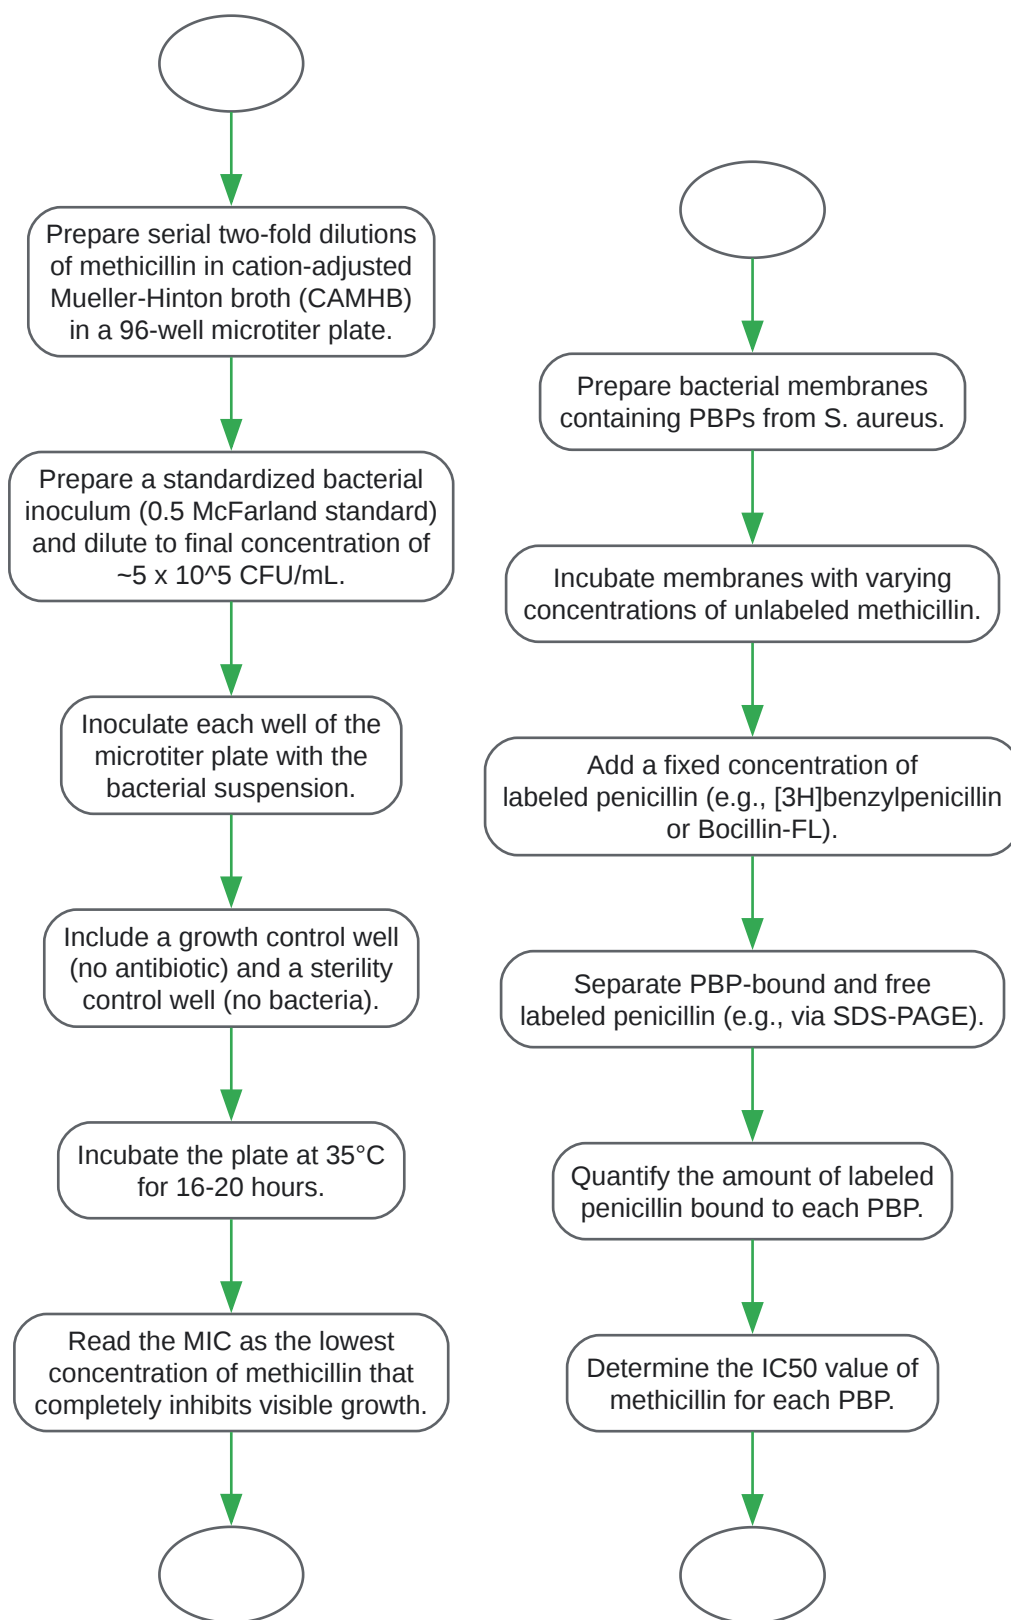 Prepare serial two-fold dilutions
of methicillin in cation-adjusted
Mueller-Hinton broth (CAMHB)
in a 96-well microtiter plate.
Prepare a standardized bacterial
inoculum (0.5 McFarland standard)
and dilute to final concentration of
~5 x 10^5 CFU/mL.
Inoculate each well of the
microtiter plate with the
bacterial suspension.
Include a growth control well
(no antibiotic) and a sterility
control well (no bacteria).
Incubate the plate at 35°C
for 16-20 hours.
Read the MIC as the lowest
concentration of methicillin that
completely inhibits visible growth.
Prepare bacterial membranes
containing PBPs from S. aureus.
Incubate membranes with varying
concentrations of unlabeled methicillin.
Add a fixed concentration of
labeled penicillin (e.g., [3H]benzylpenicillin
or Bocillin-FL).
Separate PBP-bound and free
labeled penicillin (e.g., via SDS-PAGE).
Quantify the amount of labeled
penicillin bound to each PBP.
Determine the IC50 value of
methicillin for each PBP.